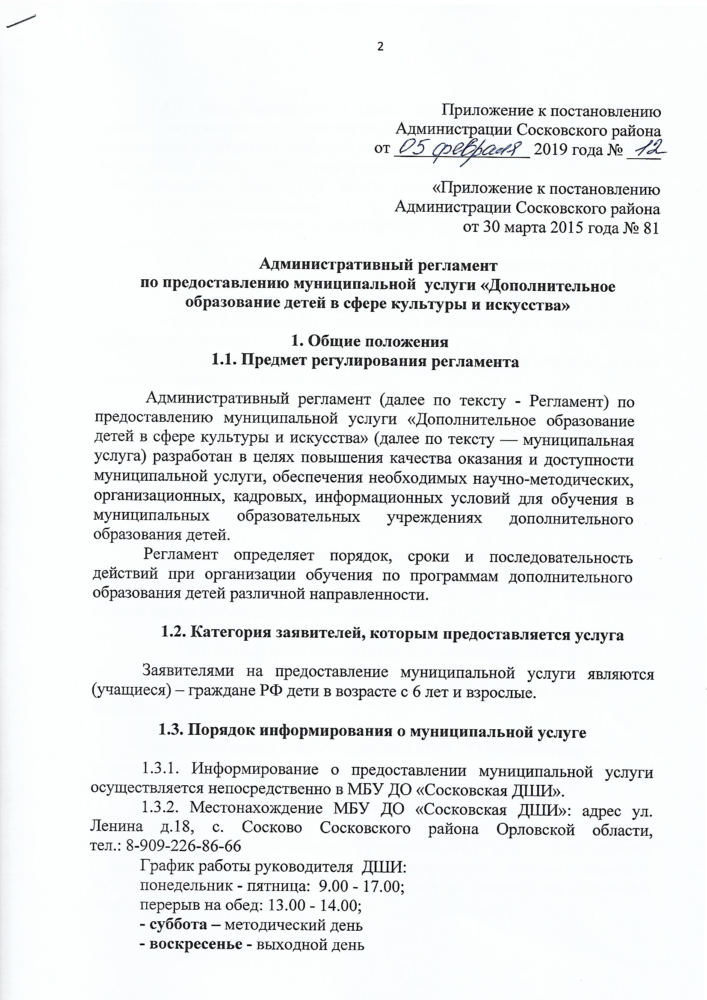 2
Приложение к постановлению
Администрации Сосковского района
от 05 февраля 2019 года № 12
«Приложение к постановлению
Администрации Сосковского района
от 30 марта 2015 года № 81
Административный регламент
по предоставлению муниципальной услуги «Дополнительное
образование детей в сфере культуры и искусства»
1. Общие положения
1.1. Предмет регулирования регламента
Административный регламент (далее по тексту - Регламент) по
предоставлению муниципальной услуги «Дополнительное образование
детей в сфере культуры и искусства» (далее по тексту — муниципальная
услуга) разработан в целях повышения качества оказания и доступности
муниципальной услуги, обеспечения необходимых научно-методических,
организационных, кадровых, информационных условий для обучения в
муниципальных образовательных учреждениях дополнительного
образования детей.
Регламент определяет порядок, сроки и последовательность
действий при организации обучения по программам дополнительного
образования детей различной направленности.
1.2. Категория заявителей, которым предоставляется услуга
Заявителями на предоставление муниципальной услуги являются
(учащиеся) – граждане РФ дети в возрасте с 6 лет и взрослые.
1.3. Порядок информирования о муниципальной услуге
1.3.1. Информирование о предоставлении муниципальной услуги
осуществляется непосредственно в МБУ ДО «Сосковская ДШИ».
1.3.2. Местонахождение МБУ ДО «Сосковская ДШИ»: адрес ул.
Ленина д.18, с. Сосково Сосковского района Орловской области,
тел.: 8-909-226-86-66
График работы руководителя ДШИ:
понедельник - пятница: 9.00 - 17.00;
перерыв на обед: 13.00 - 14.00;
- суббота – методический день
- воскресенье - выходной день